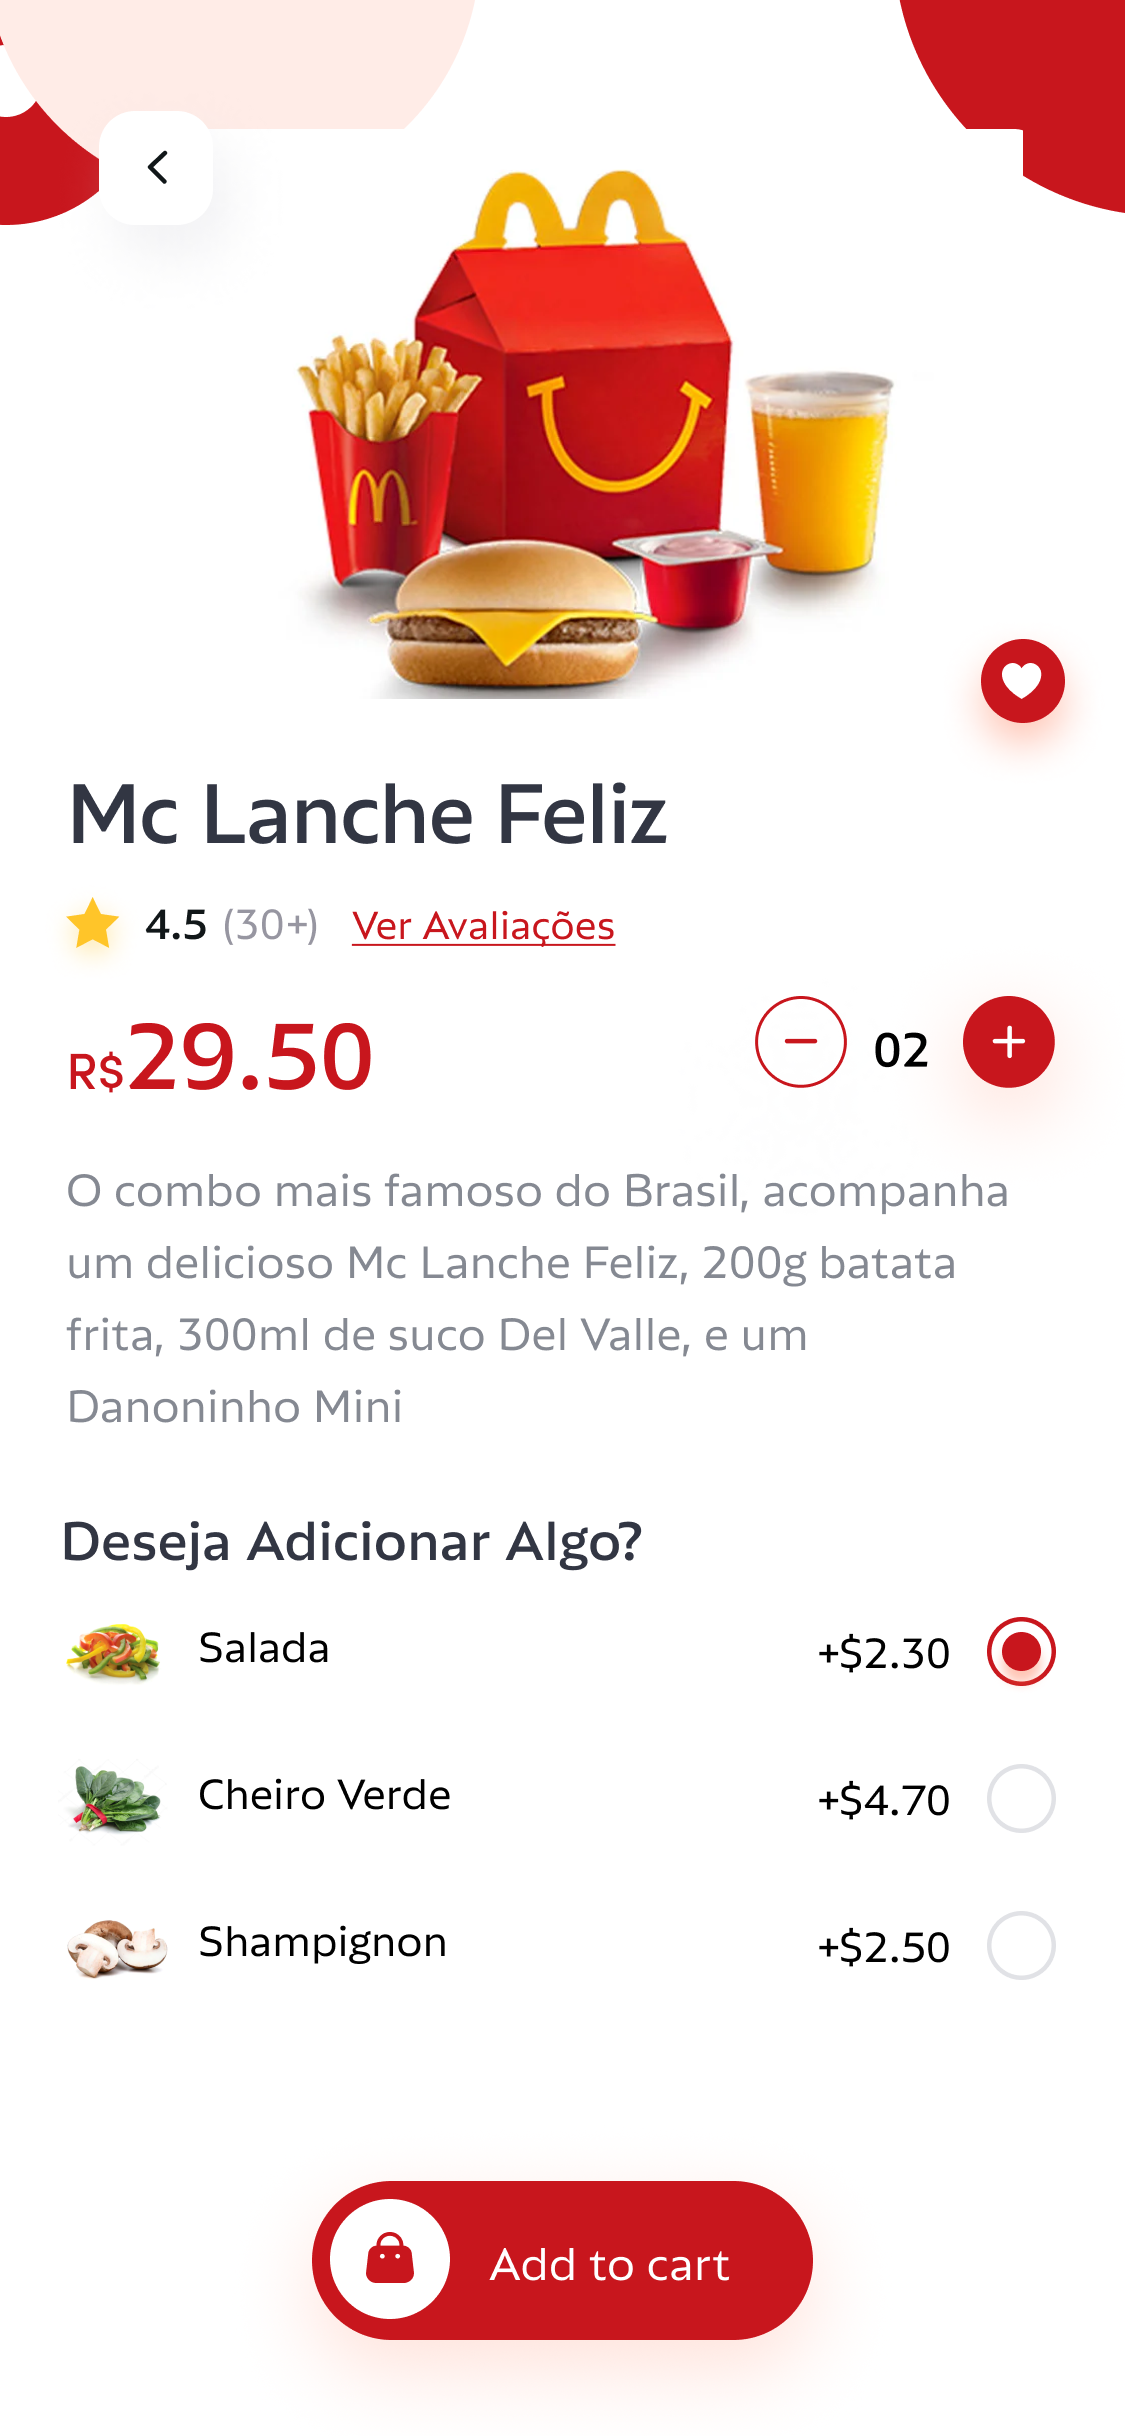 Mc Lanche Feliz
4.5 (30+) Ver Avaliações
R$29.50
02
O combo mais famoso do Brasil, acompanha
um delicioso Mc Lanche Feliz, 200g batata
frita, 300ml de suco Del Valle, e um
Danoninho Mini
Deseja Adicionar Algo?
Salada +$2.30
Cheiro Verde +$4.70
Shampignon +$2.50
Add to cart